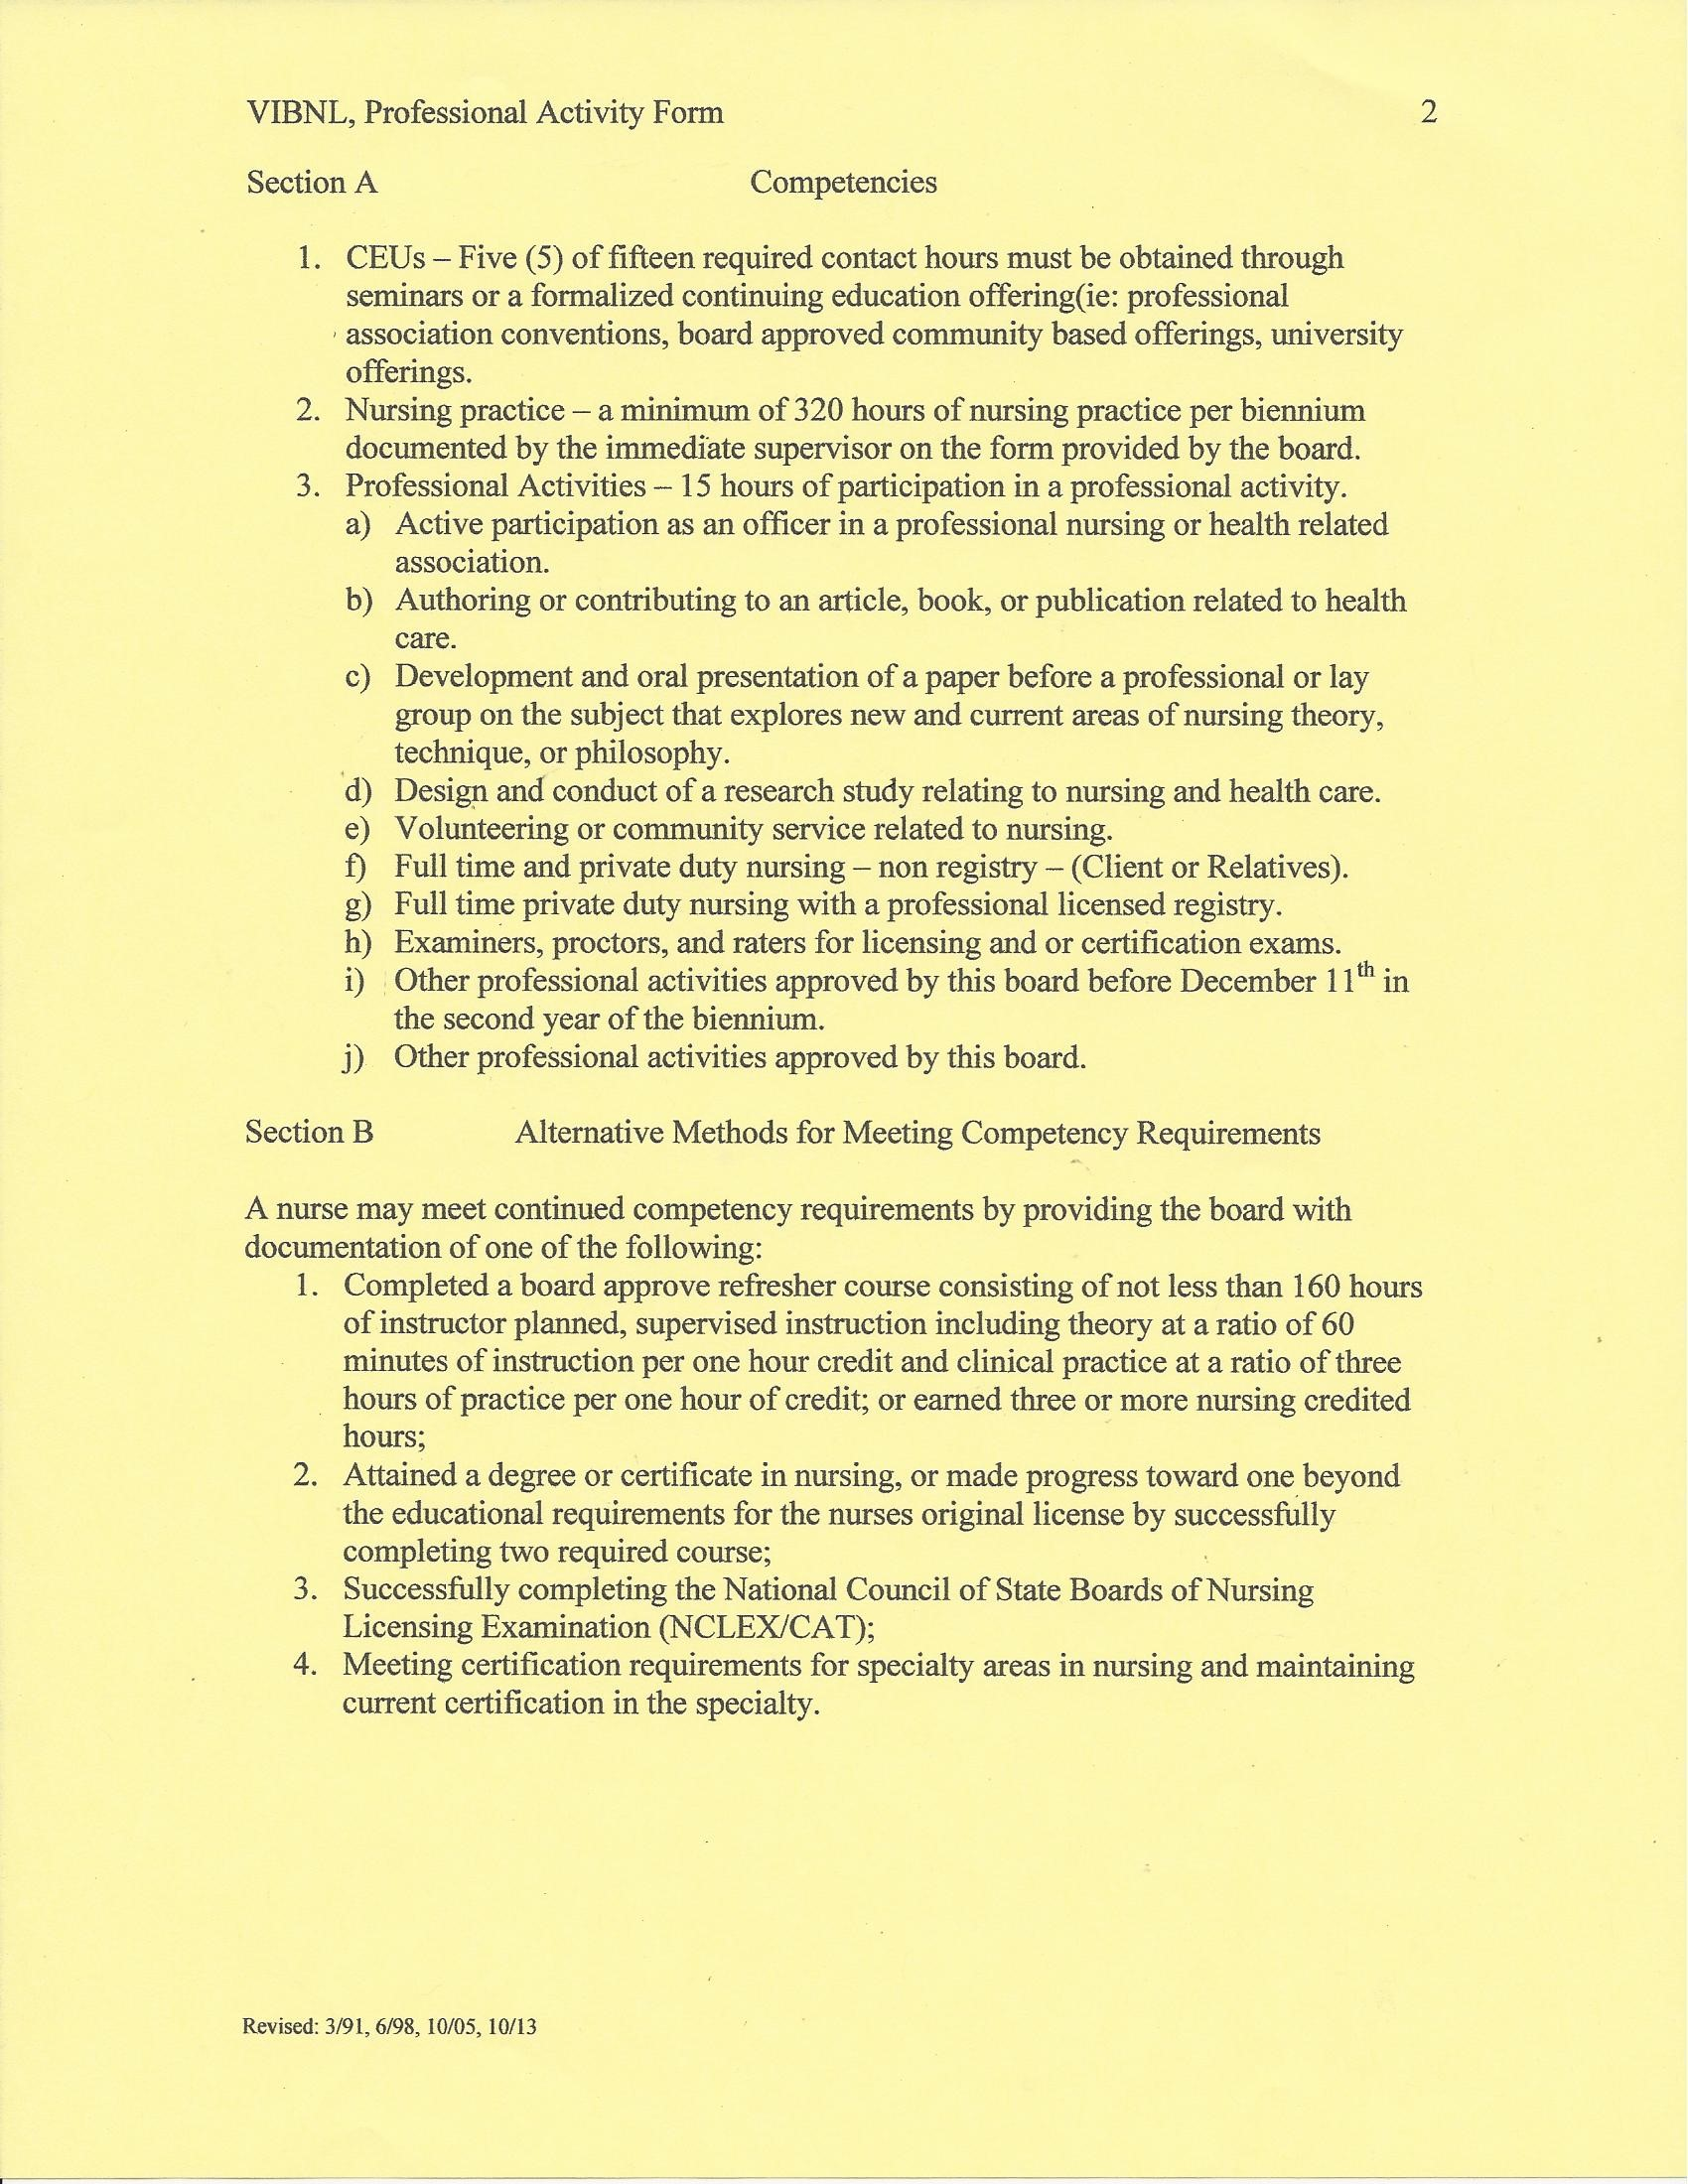 VIBNL, Professional Activity Form 2
Section A Competencies
1. CEUs – Five (5) of fifteen required contact hours must be obtained through
seminars or a formalized continuing education offering(ie: professional
association conventions, board approved community based offerings, university
offerings.
2. Nursing practice – a minimum of 320 hours of nursing practice per biennium
documented by the immediate supervisor on the form provided by the board.
3. Professional Activities – 15 hours of participation in a professional activity.
a) Active participation as an officer in a professional nursing or health related
association.
b) Authoring or contributing to an article, book, or publication related to health
care.
c) Development and oral presentation of a paper before a professional or lay
group on the subject that explores new and current areas of nursing theory,
technique, or philosophy.
d) Design and conduct of a research study relating to nursing and health care.
e) Volunteering or community service related to nursing.
f) Full time and private duty nursing – non registry – (Client or Relatives).
g) Full time private duty nursing with a professional licensed registry.
h) Examiners, proctors, and raters for licensing and or certification exams.
i) Other professional activities approved by this board before December 11th in
the second year of the biennium.
j) Other professional activities approved by this board.
Section B Alternative Methods for Meeting Competency Requirements
A nurse may meet continued competency requirements by providing the board with
documentation of one of the following:
1. Completed a board approve refresher course consisting of not less than 160 hours
of instructor planned, supervised instruction including theory at a ratio of 60
minutes of instruction per one hour credit and clinical practice at a ratio of three
hours of practice per one hour of credit; or earned three or more nursing credited
hours;
2. Attained a degree or certificate in nursing, or made progress toward one beyond
the educational requirements for the nurses original license by successfully
completing two required course;
3. Successfully completing the National Council of State Boards of Nursing
Licensing Examination (NCLEX/CAT);
4. Meeting certification requirements for specialty areas in nursing and maintaining
current certification in the specialty.
Revised: 3/91, 6/98, 10/05, 10/13